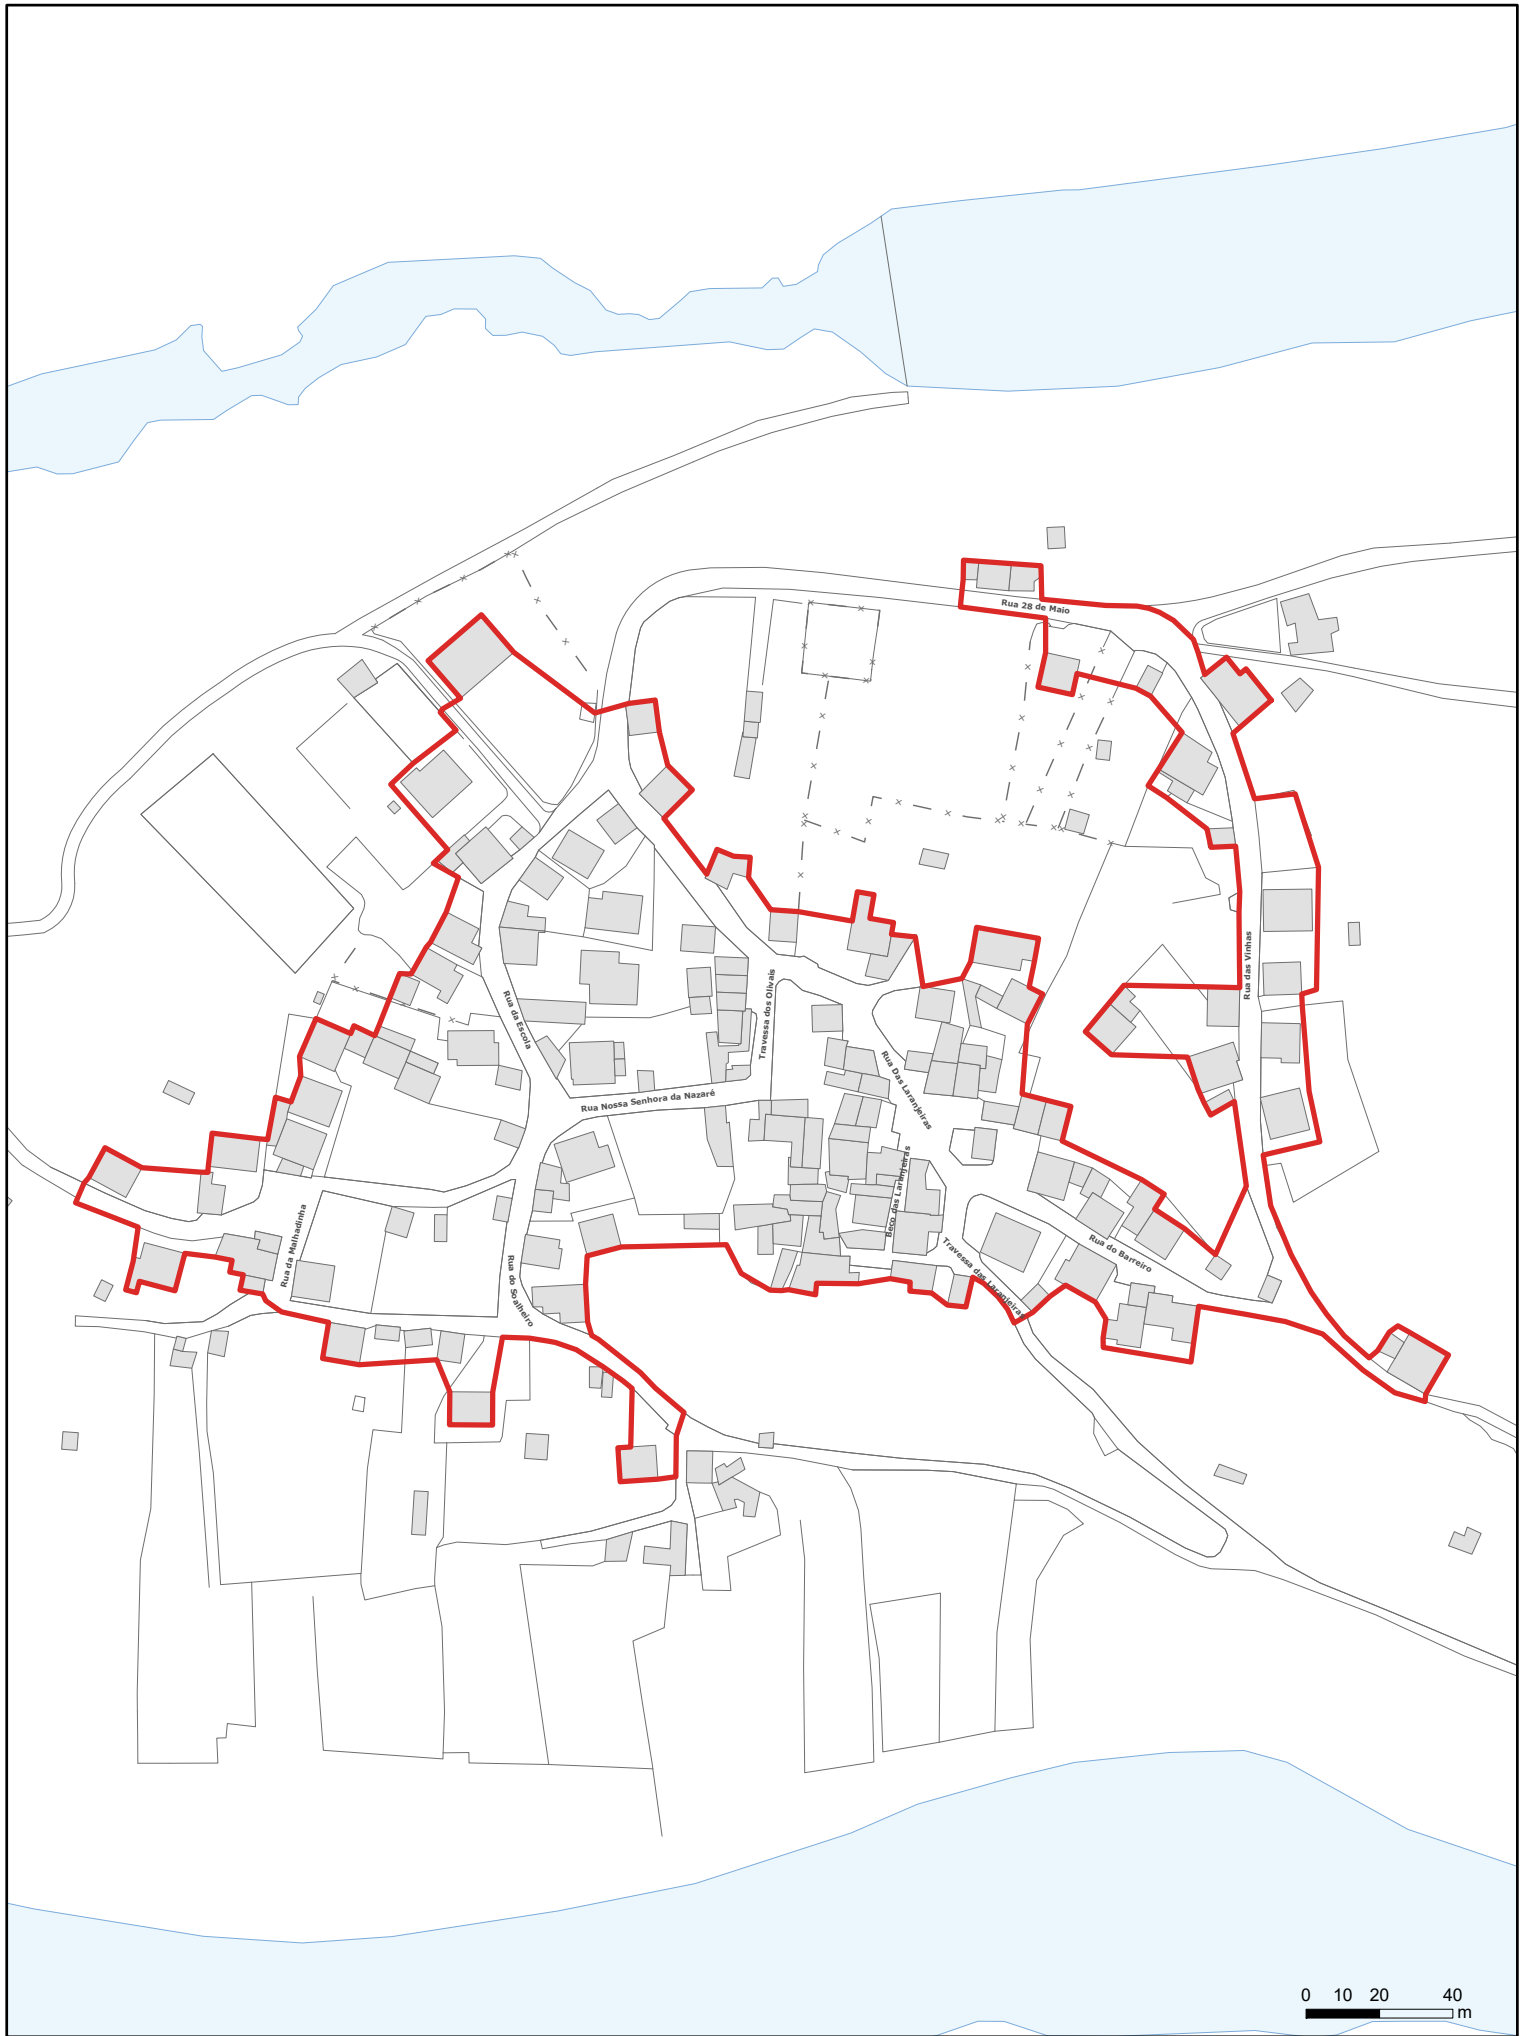 Rua 28 de Maio
Rua das Vinhas
Travessa dos Olivais
Rua da Escola
Rua Das Laranjeiras
Rua Nossa Senhora da Nazaré
Beco das Laranjeiras
Rua da Malhadinha
Rua do Soalheiro
Travessa das Laranjeiras
Rua do Barreiro
0 10 20 40
m